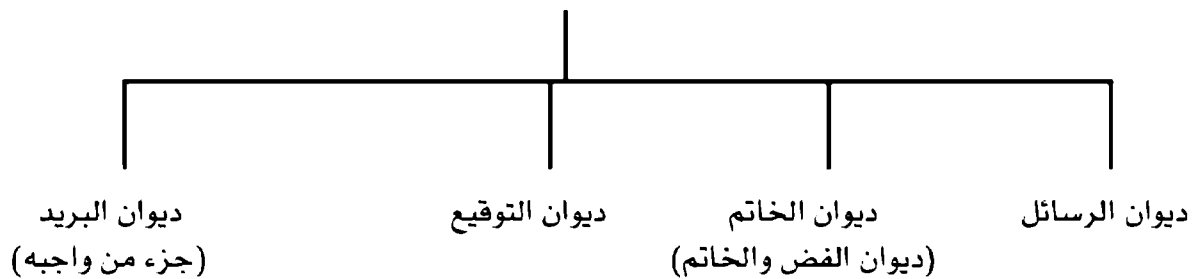 ديوان الرسائل
ديوان الخاتم
(ديوان الفض والخاتم)
ديوان التوقيع
ديوان البريد
(جزء من واجبه)